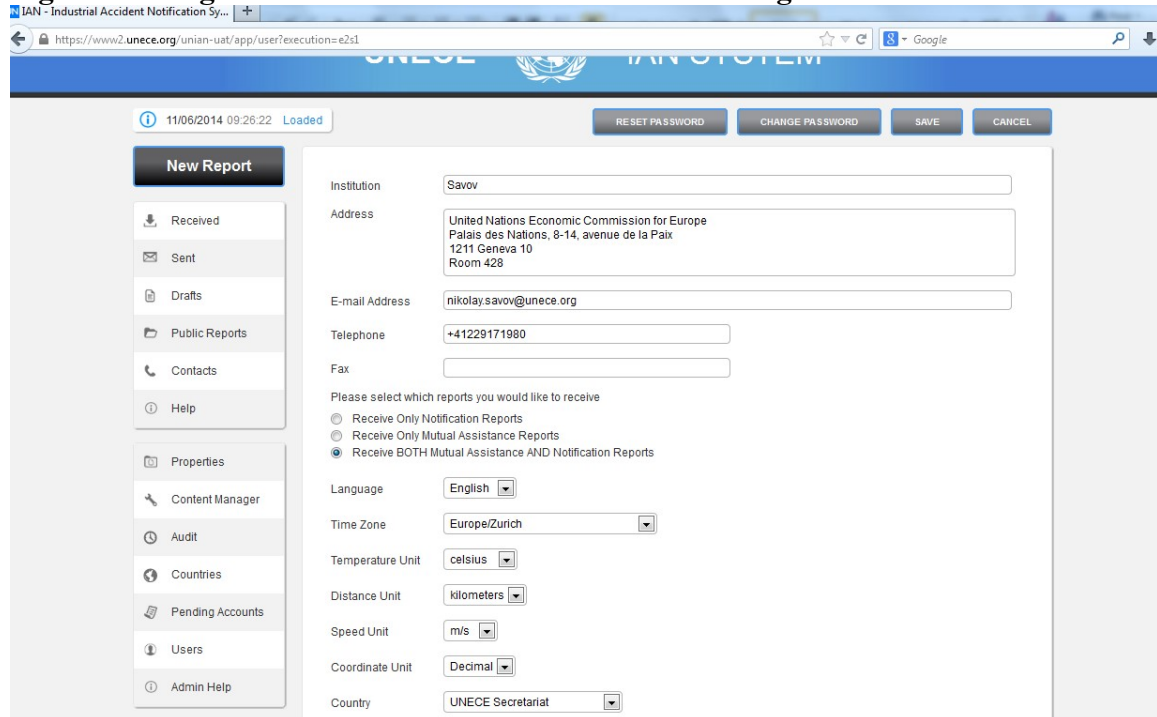 IAN - Industrial Accident Notification Sy...
https://www2.unece.org/unian-uat/app/user?execution=e2s1
Google
UNECE IAN SYSTEM
11/06/2014 09:26:22 Loaded
RESET PASSWORD CHANGE PASSWORD SAVE CANCEL
New Report
Received
Sent
Drafts
Public Reports
Contacts
Help
Properties
Content Manager
Audit
Countries
Pending Accounts
Users
Admin Help
Institution Savov
Address United Nations Economic Commission for Europe
Palais des Nations, 8-14, avenue de la Paix
1211 Geneva 10
Room 428
E-mail Address nikolay.savov@unece.org
Telephone +41229171980
Fax
Please select which reports you would like to receive
Receive Only Notification Reports
Receive Only Mutual Assistance Reports
Receive BOTH Mutual Assistance AND Notification Reports
Language English
Time Zone Europe/Zurich
Temperature Unit celsius
Distance Unit kilometers
Speed Unit m/s
Coordinate Unit Decimal
Country UNECE Secretariat